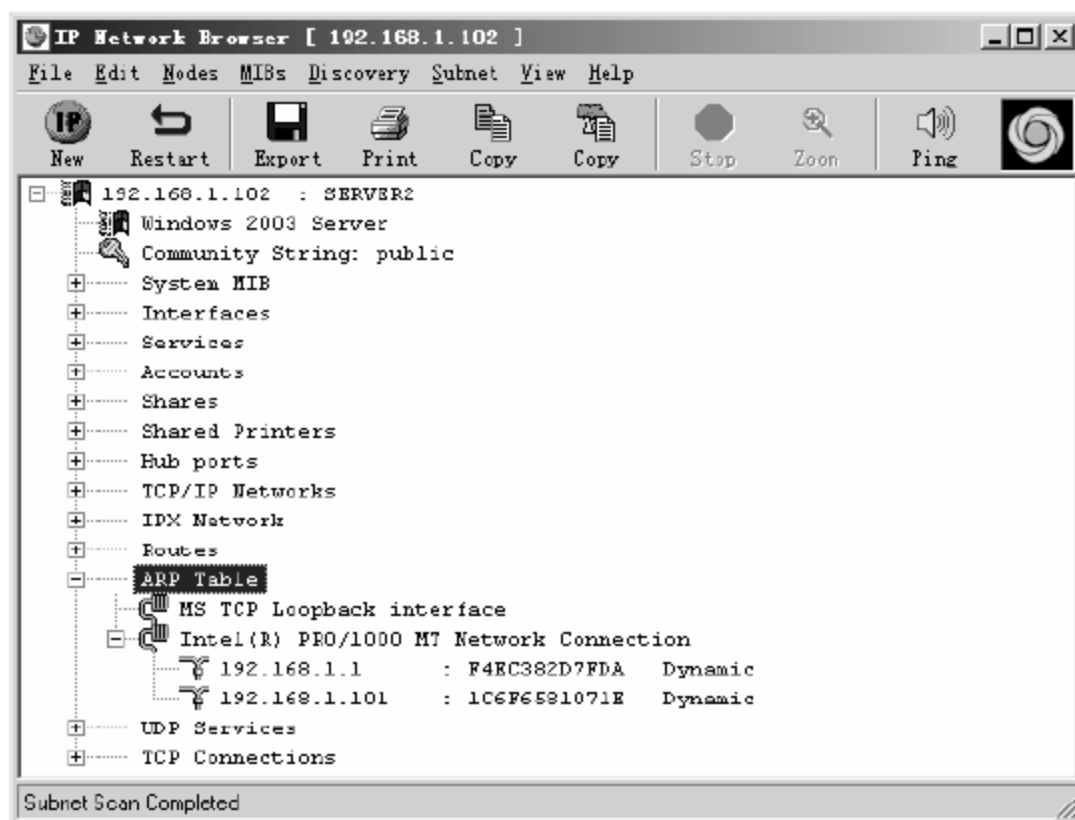 IP Network Browser [ 192.168.1.102 ]
File Edit Nodes MIBs Discovery Subnet View Help
IP
New Restart Export Print Copy Copy Stop Zoom Ping
192.168.1.102 : SERVER2
Windows 2003 Server
Community String: public
System MIB
Interfaces
Services
Accounts
Shares
Shared Printers
Hub ports
TCP/IP Networks
IPX Network
Routes
ARP Table
MS TCP Loopback interface
Intel(R) PRO/1000 MT Network Connection
192.168.1.1 : F4EC382D7FDA Dynamic
192.168.1.101 : 1C6F6581071E Dynamic
UDP Services
TCP Connections
Subnet Scan Completed